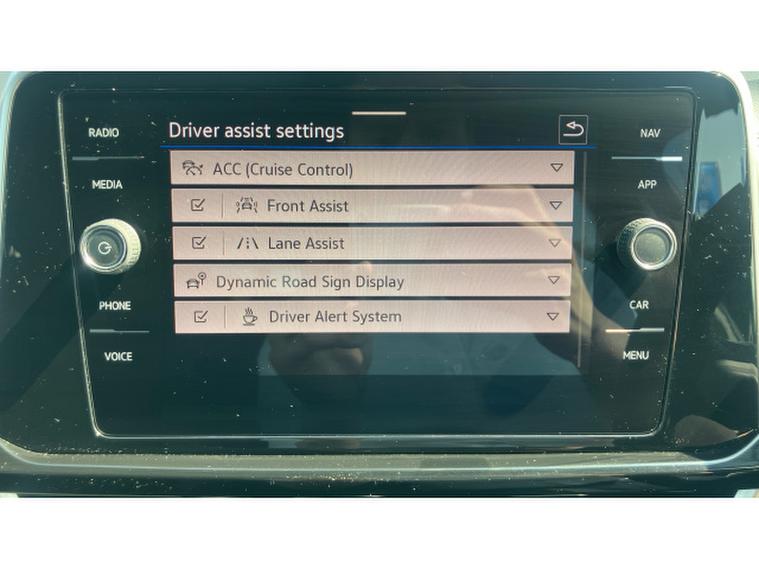 RADIO
Driver assist settings
NAV
ACC (Cruise Control)
MEDIA
APP
Front Assist
Lane Assist
Dynamic Road Sign Display
PHONE
CAR
Driver Alert System
VOICE
MENU